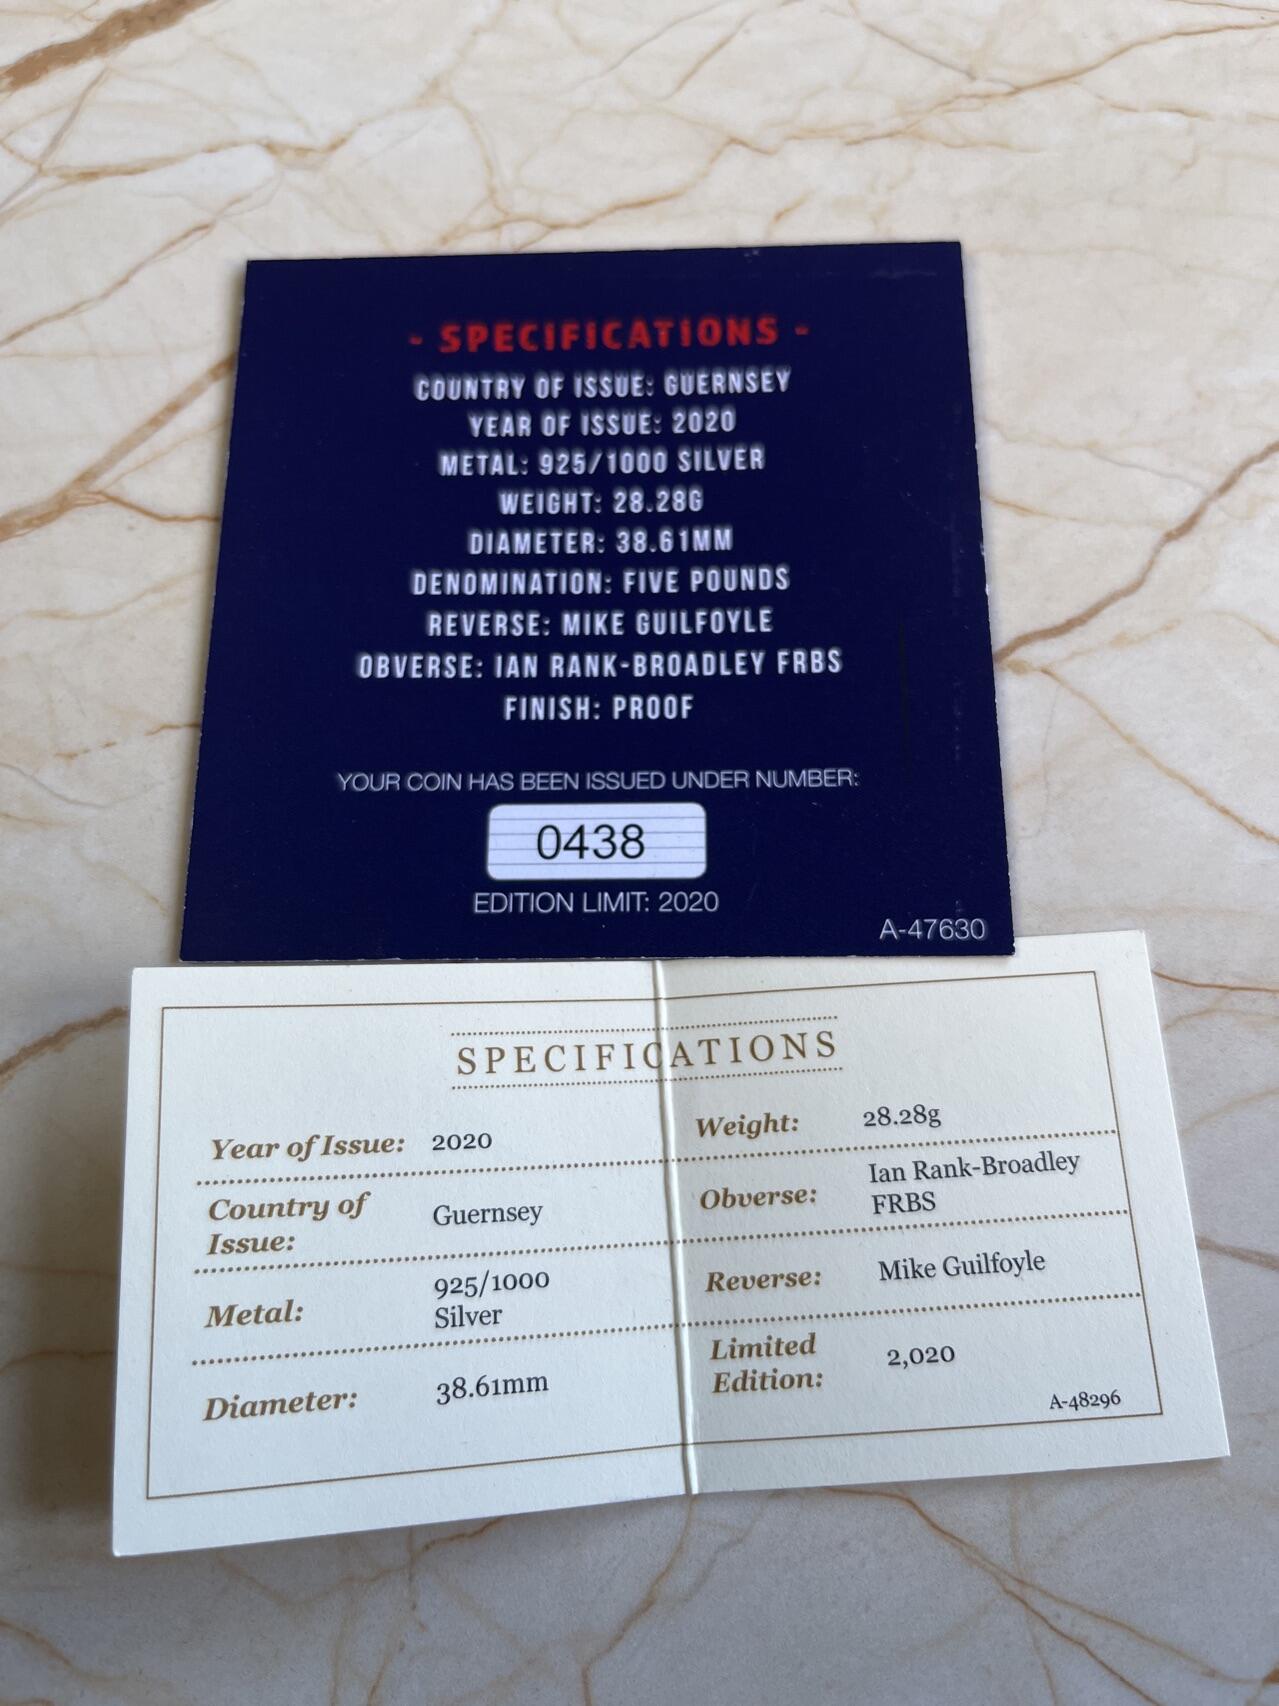 - SPECIFICATIONS -
COUNTRY OF ISSUE: GUERNSEY
YEAR OF ISSUE: 2020
METAL: 925/1000 SILVER
WEIGHT: 28.28G
DIAMETER: 38.61MM
DENOMINATION: FIVE POUNDS
REVERSE: MIKE GUILFOYLE
OBVERSE: IAN RANK-BROADLEY FRBS
FINISH: PROOF
YOUR COIN HAS BEEN ISSUED UNDER NUMBER:
0438
EDITION LIMIT: 2020
A-47630
SPECIFICATIONS
Year of Issue: 2020
Country of
Issue:
Guernsey
Metal:
925/1000
Silver
Diameter: 38.61mm
Weight: 28.28g
Obverse:
Ian Rank-Broadley
FRBS
Reverse: Mike Guilfoyle
Limited
Edition:
2,020
A-48296